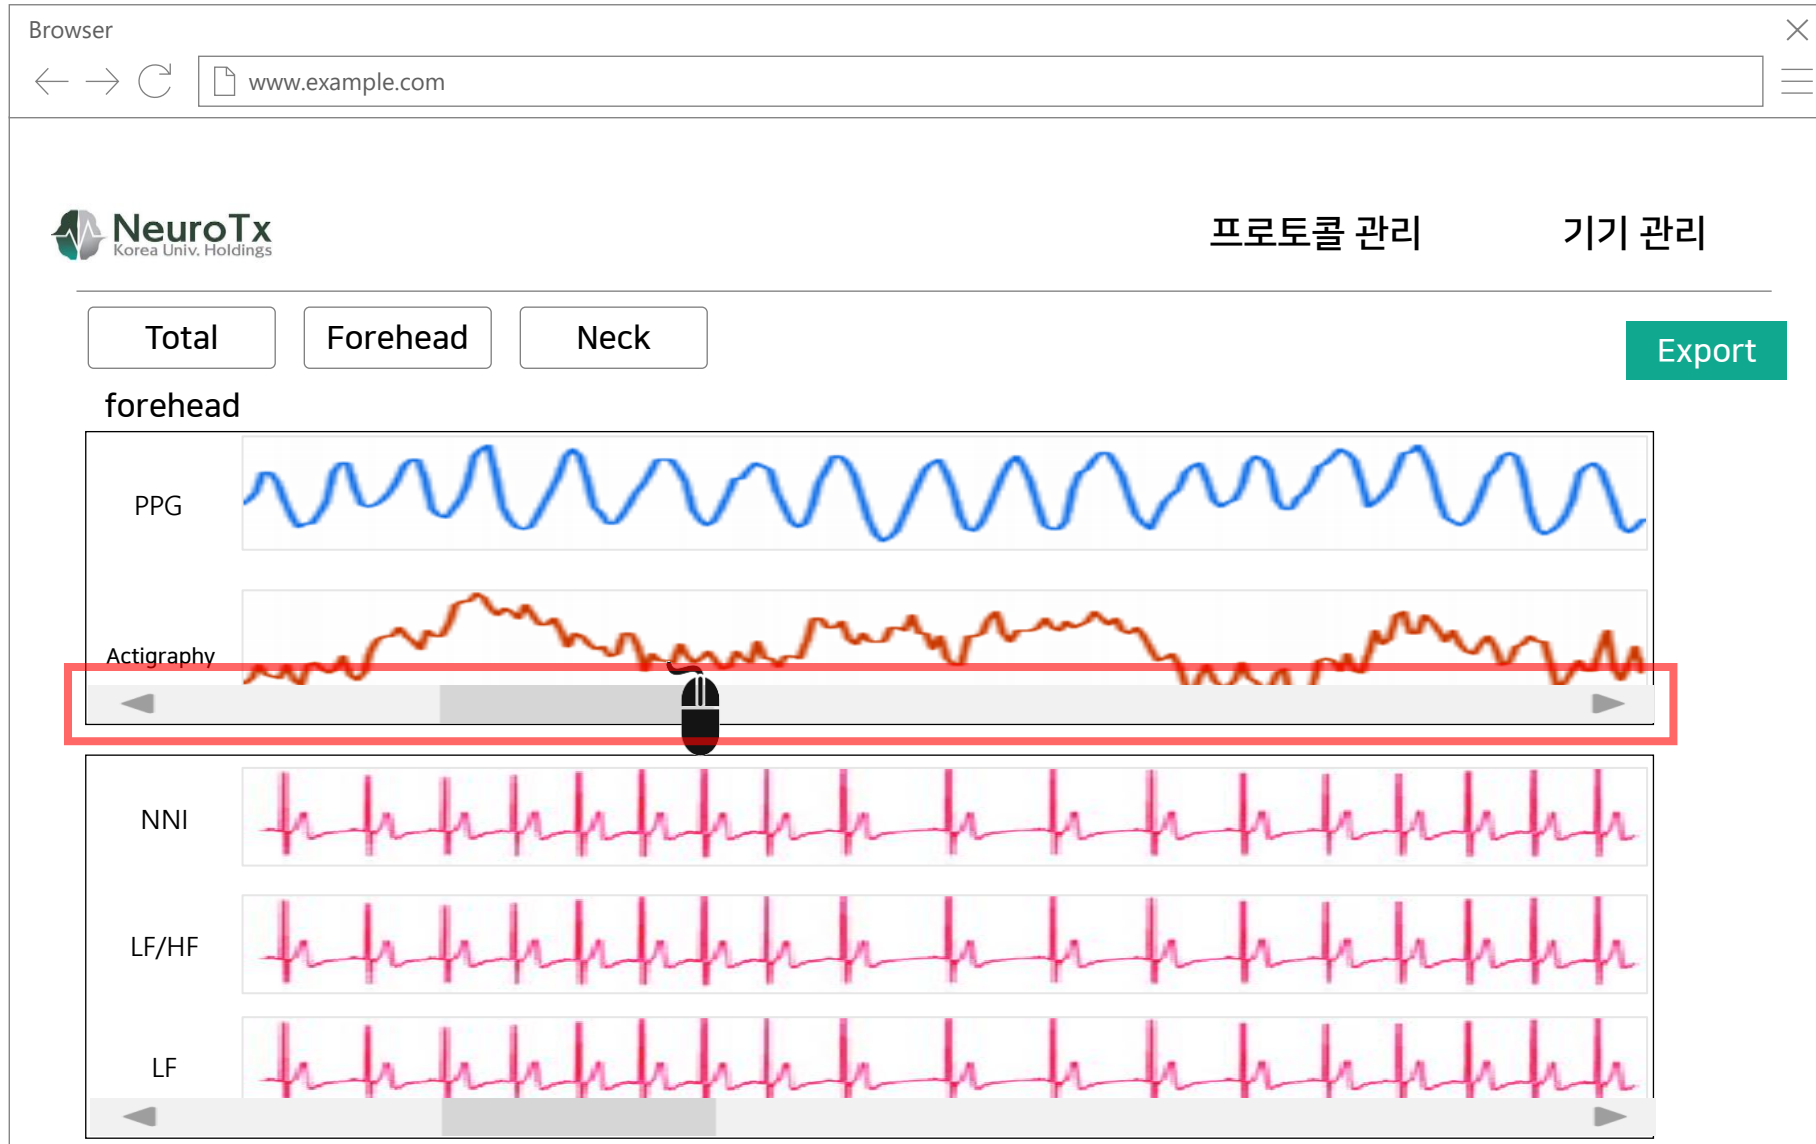 Browser
www.example.com
NeuroTx
Korea Univ. Holdings
프로토콜 관리
기기 관리
Total
Forehead
Neck
Export
forehead
PPG
Actigraphy
NNI
LF/HF
LF